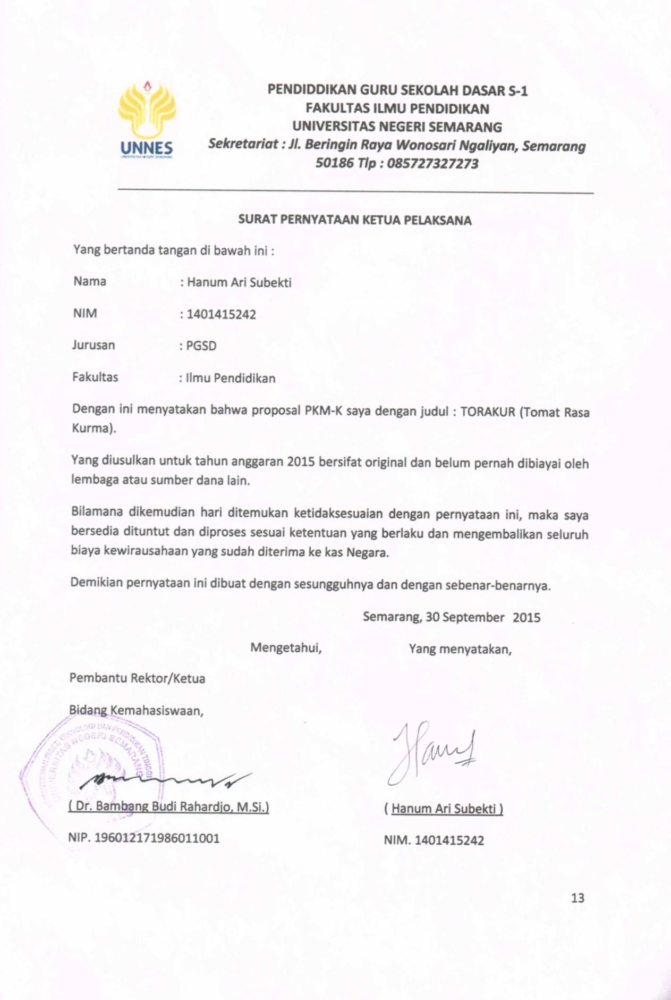 UNNES
UNIVERSITAS NEGERI SEMARANG
PENDIDDIKAN GURU SEKOLAH DASAR S-1
FAKULTAS ILMU PENDIDIKAN
UNIVERSITAS NEGERI SEMARANG
Sekretariat : Jl. Beringin Raya Wonosari Ngaliyan, Semarang
50186 Tlp : 085727327273
SURAT PERNYATAAN KETUA PELAKSANA
Yang bertanda tangan di bawah ini :
Nama : Hanum Ari Subekti
NIM : 1401415242
Jurusan : PGSD
Fakultas : Ilmu Pendidikan
Dengan ini menyatakan bahwa proposal PKM-K saya dengan judul : TORAKUR (Tomat Rasa
Kurma).
Yang diusulkan untuk tahun anggaran 2015 bersifat original dan belum pernah dibiayai oleh
lembaga atau sumber dana lain.
Bilamana dikemudian hari ditemukan ketidaksesuaian dengan pernyataan ini, maka saya
bersedia dituntut dan diproses sesuai ketentuan yang berlaku dan mengembalikan seluruh
biaya kewirausahaan yang sudah diterima ke kas Negara.
Demikian pernyataan ini dibuat dengan sesungguhnya dan dengan sebenar-benarnya.
Semarang, 30 September 2015
Mengetahui, Yang menyatakan,
Pembantu Rektor/Ketua
Bidang Kemahasiswaan,
RISET, TEKNOLOGI DAN PENDIDIKAN TINGGI
UNIVERSITAS NEGERI SEMARANG
( Dr. Bambang Budi Rahardjo, M.Si.) ( Hanum Ari Subekti )
NIP. 196012171986011001 NIM. 1401415242
13